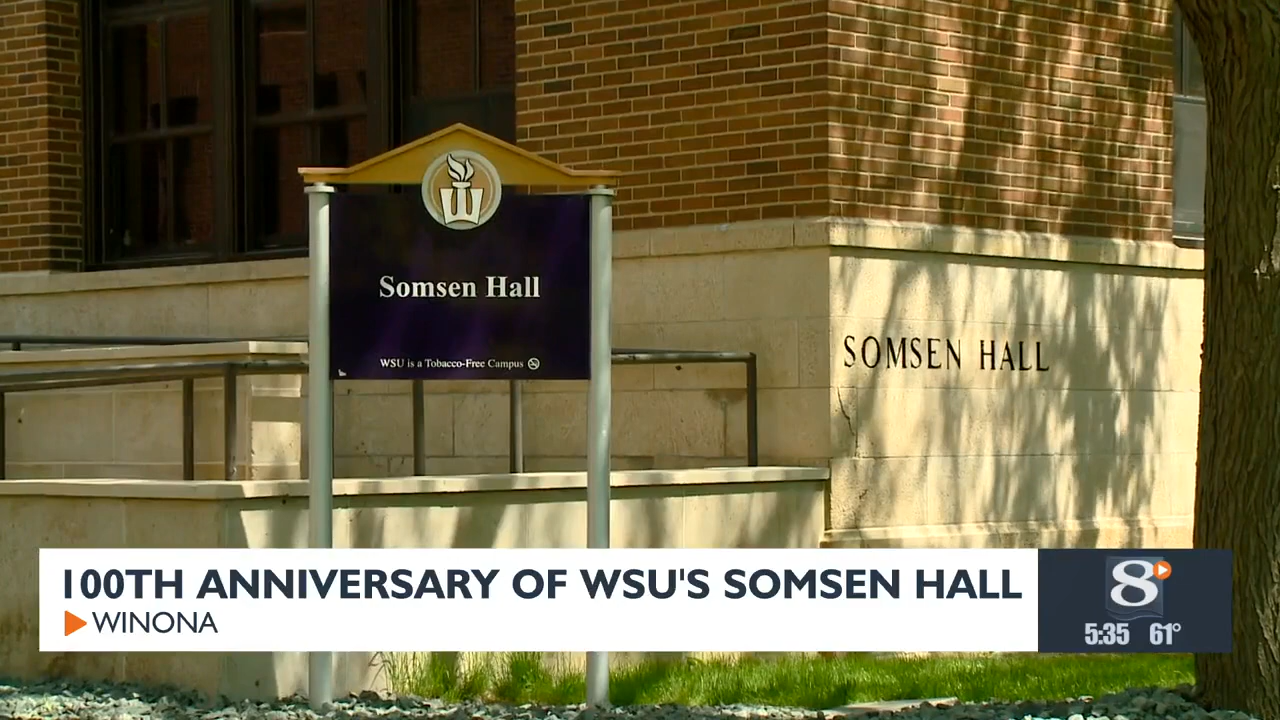 W
Somsen Hall
WSU is a Tobacco-Free Campus
SOMSEN HALL
100TH ANNIVERSARY OF WSU'S SOMSEN HALL
WINONA
8
5:35 61°